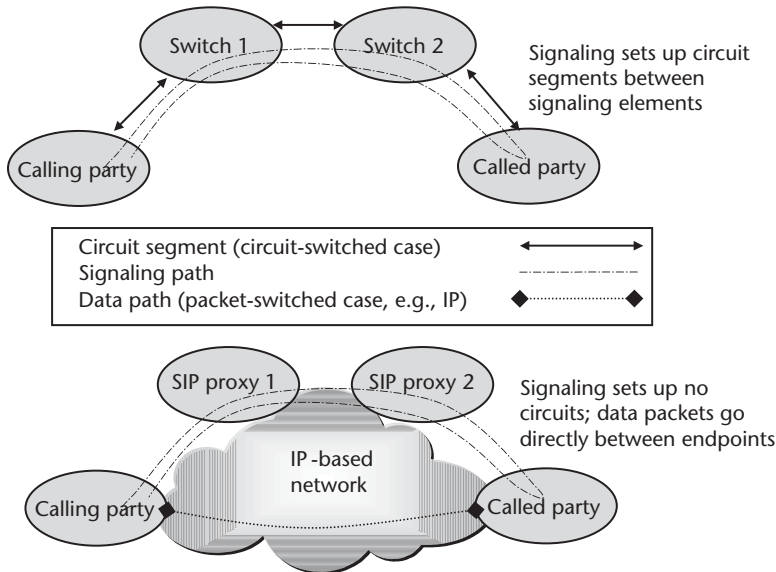 Switch 1
Switch 2
Signaling sets up circuit
segments between
signaling elements
Calling party
Called party
Circuit segment (circuit-switched case)
Signaling path
Data path (packet-switched case, e.g., IP)
SIP proxy 1
SIP proxy 2
Signaling sets up no
circuits; data packets go
directly between endpoints
IP-based
network
Calling party
Called party